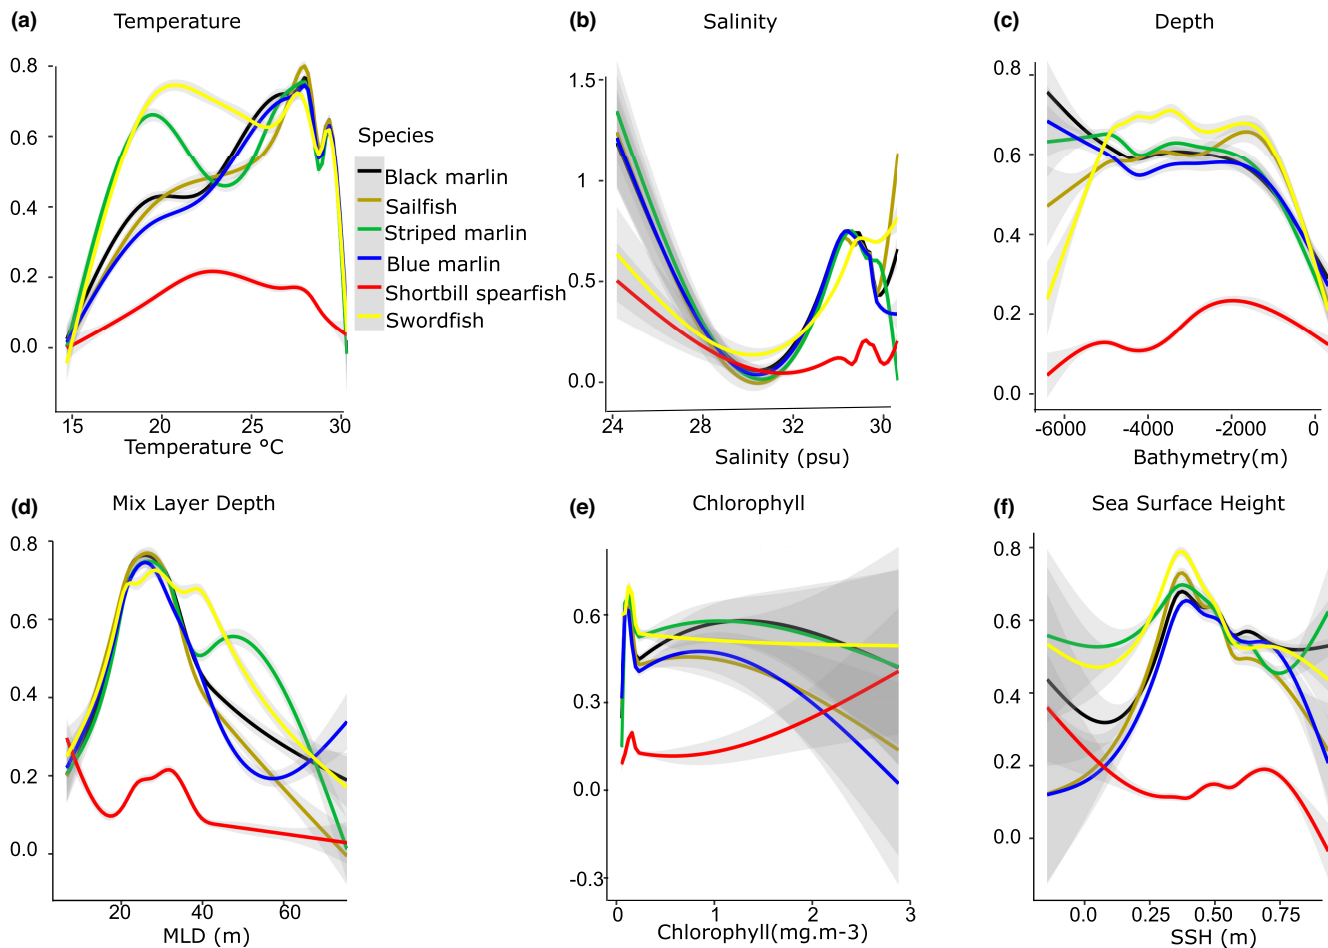 (a) Temperature
0.8
0.6
0.4
0.2
0.0
15 20 25 30
Temperature °C
Species
Black marlin
Sailfish
Striped marlin
Blue marlin
Shortbill spearfish
Swordfish
(b) Salinity
1.5
1
0.5
0.0
24 28 32 30
Salinity (psu)
(c) Depth
0.8
0.6
0.4
0.2
0.0
-6000 -4000 -2000 0
Bathymetry(m)
(d) Mix Layer Depth
0.8
0.6
0.4
0.2
0.0
20 40 60
MLD (m)
(e) Chlorophyll
0.6
0.3
0.0
-0.3
0 1 2 3
Chlorophyll(mg.m-3)
(f) Sea Surface Height
0.8
0.6
0.4
0.2
0.0
0.0 0.25 0.50 0.75
SSH (m)